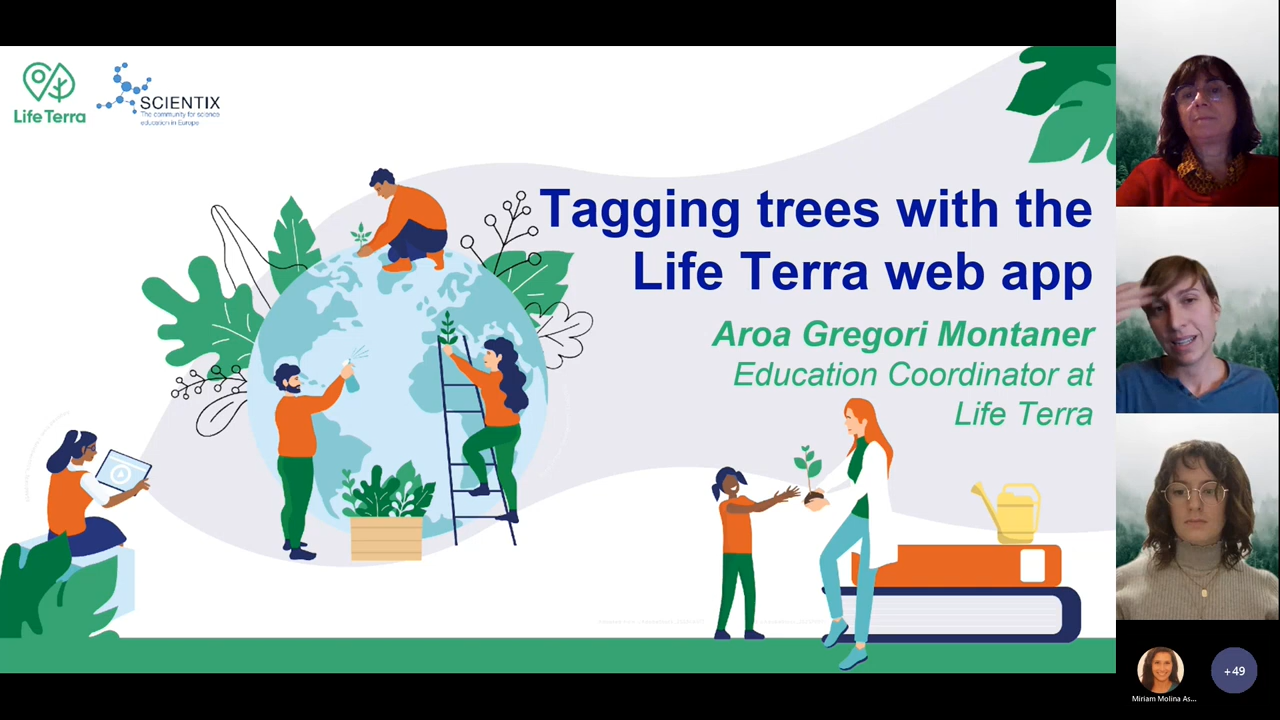 Life Terra
SCIENTIX
The community for science
education in Europe
Tagging trees with the
Life Terra web app
Aroa Gregori Montaner
Education Coordinator at
Life Terra
Miriam Molina As...
+49